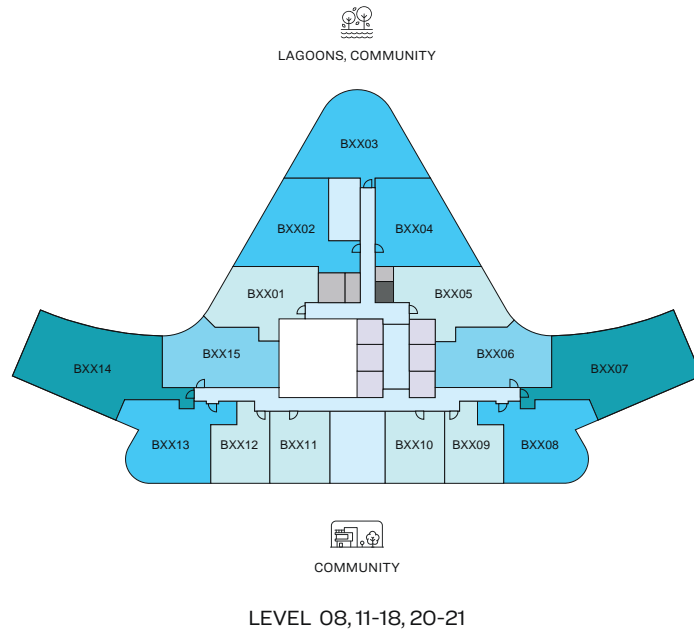 LAGOONS, COMMUNITY
BXX03
BXX02
BXX04
BXX01
BXX05
BXX15
BXX06
BXX14
BXX07
BXX13
BXX12
BXX11
BXX10
BXX09
BXX08
COMMUNITY
LEVEL 08, 11-18, 20-21